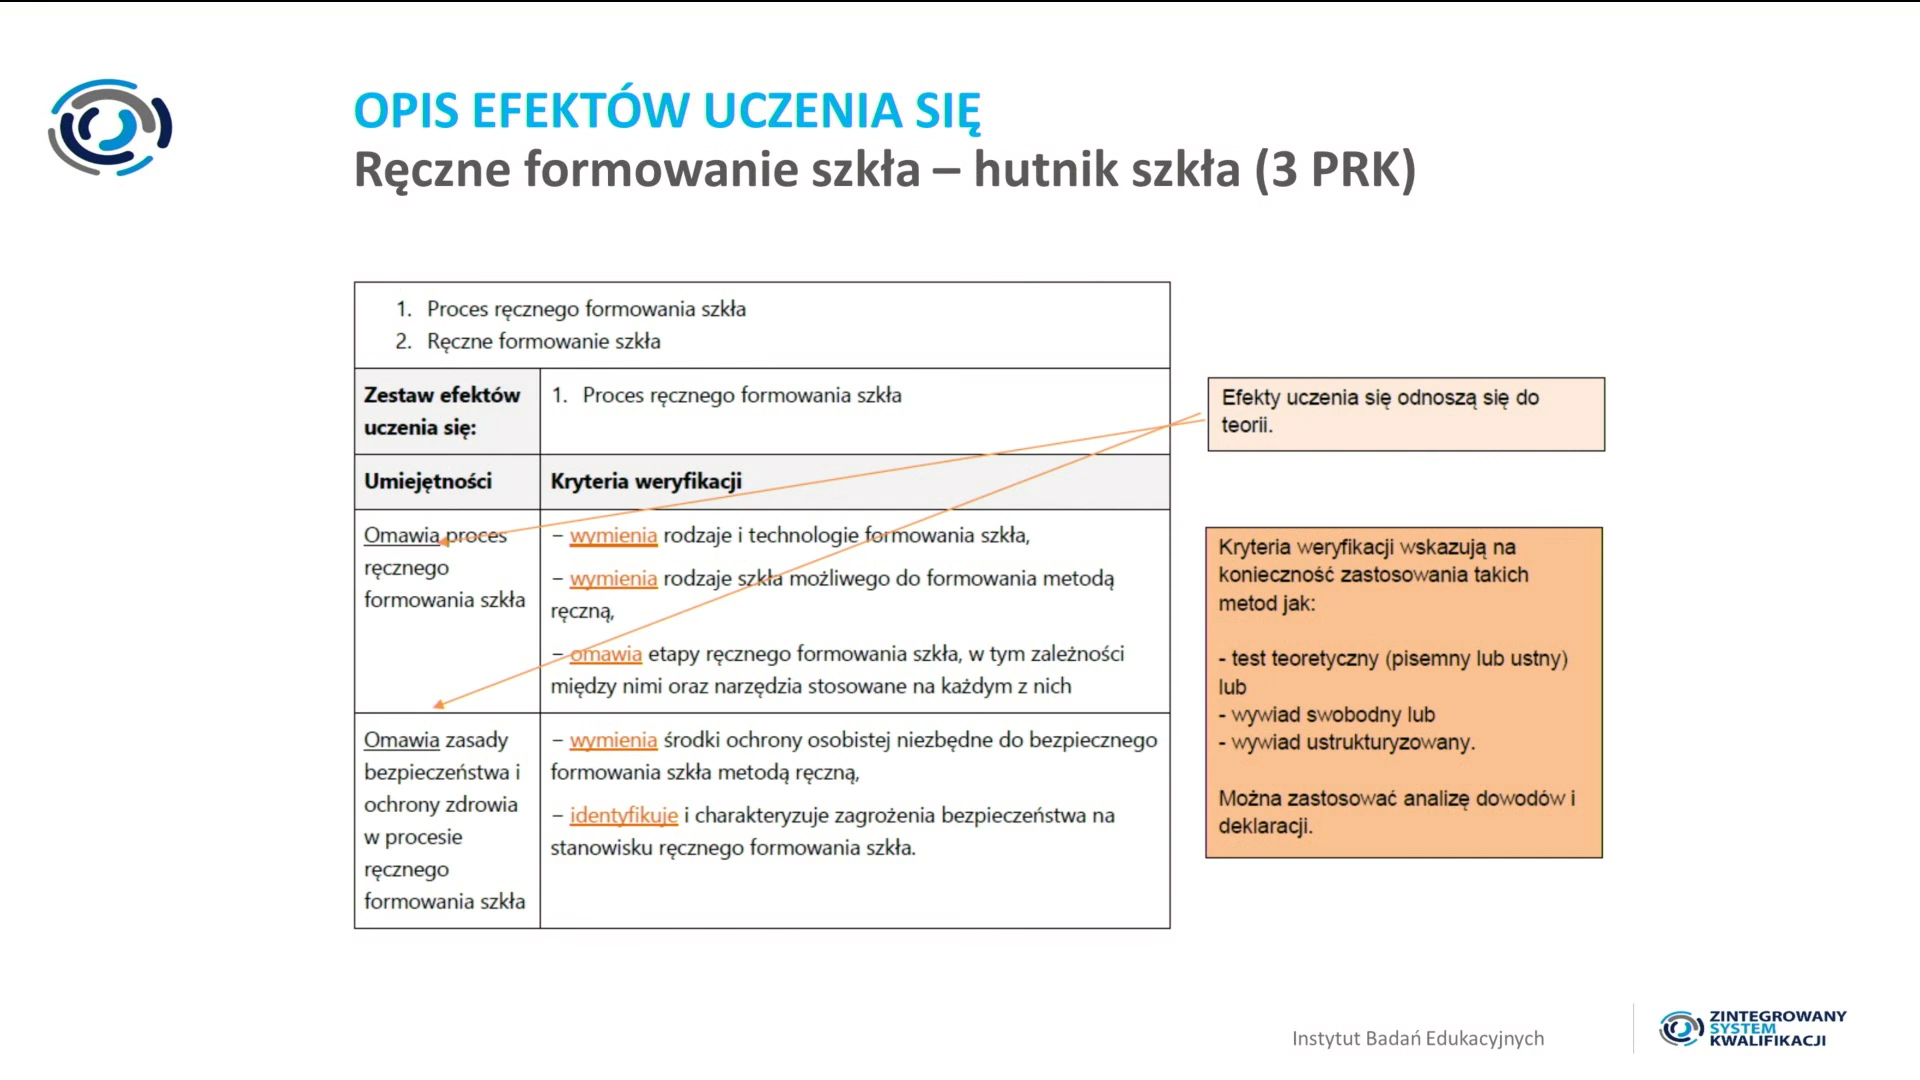 OPIS EFEKTÓW UCZENIA SIĘ
Ręczne formowanie szkła – hutnik szkła (3 PRK)
1. Proces ręcznego formowania szkła
2. Ręczne formowanie szkła
Zestaw efektów
uczenia się:
1. Proces ręcznego formowania szkła
Umiejętności
Kryteria weryfikacji
Omawia proces
ręcznego
formowania szkła
– wymienia rodzaje i technologie formowania szkła,
– wymienia rodzaje szkła możliwego do formowania metodą
ręczną,
– omawia etapy ręcznego formowania szkła, w tym zależności
między nimi oraz narzędzia stosowane na każdym z nich
Omawia zasady
bezpieczeństwa i
ochrony zdrowia
w procesie
ręcznego
formowania szkła
– wymienia środki ochrony osobistej niezbędne do bezpiecznego
formowania szkła metodą ręczną,
– identyfikuje i charakteryzuje zagrożenia bezpieczeństwa na
stanowisku ręcznego formowania szkła.
Efekty uczenia się odnoszą się do
teorii.
Kryteria weryfikacji wskazują na
konieczność zastosowania takich
metod jak:
- test teoretyczny (pisemny lub ustny)
lub
- wywiad swobodny lub
- wywiad ustrukturyzowany.
Można zastosować analizę dowodów i
deklaracji.
Instytut Badań Edukacyjnych
ZINTEGROWANY
SYSTEM
KWALIFIKACJI